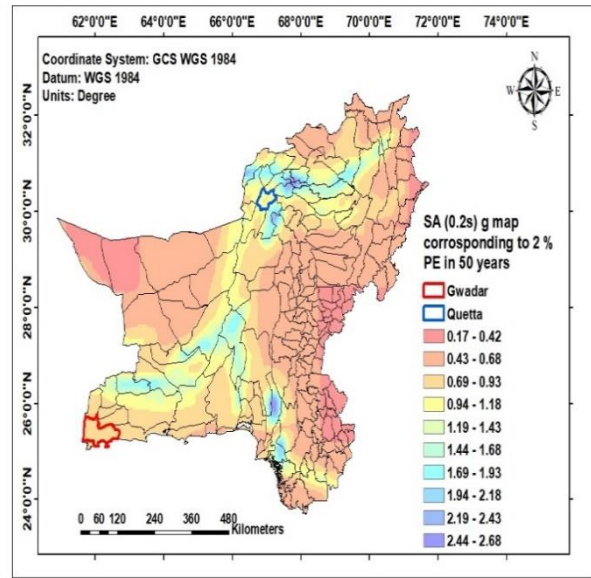 62°0'0"E 64°0'0"E 66°0'0"E 68°0'0"E 70°0'0"E 72°0'0"E 74°0'0"E
Coordinate System: GCS WGS 1984
Datum: WGS 1984
Units: Degree
N
W E
S
32°0'0"N
30°0'0"N
28°0'0"N
26°0'0"N
24°0'0"N
SA (0.2s) g map
corrosponding to 2 %
PE in 50 years
Gwadar
Quetta
0.17 - 0.42
0.43 - 0.68
0.69 - 0.93
0.94 - 1.18
1.19 - 1.43
1.44 - 1.68
1.69 - 1.93
1.94 - 2.18
2.19 - 2.43
2.44 - 2.68
0 60 120 240 360 480
Kilometers